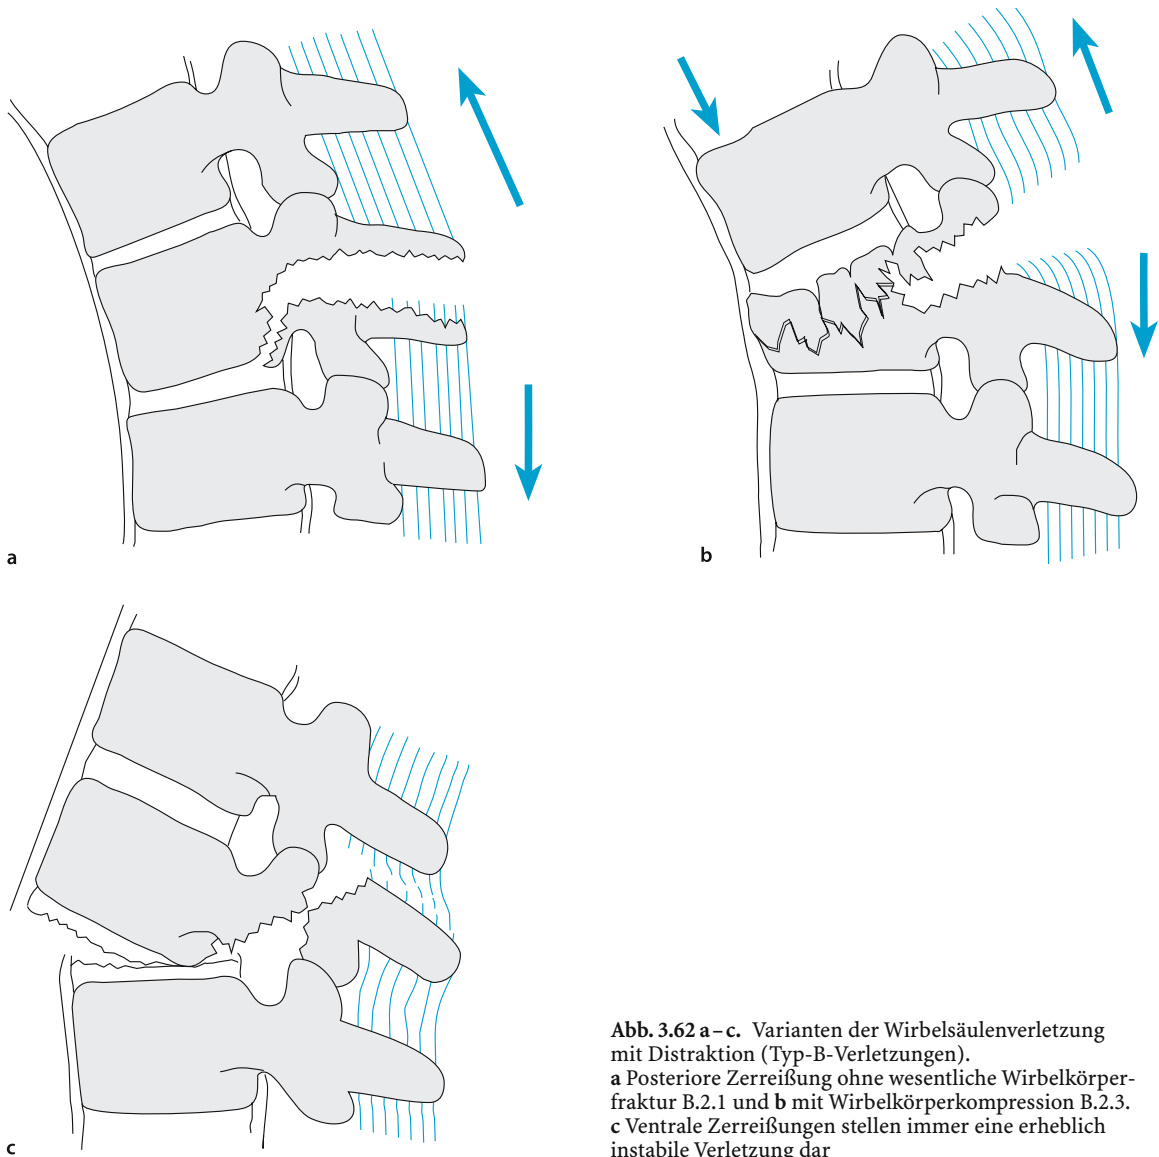 a
b
c
Abb. 3.62 a–c. Varianten der Wirbelsäulenverletzung
mit Distraktion (Typ-B-Verletzungen).
a Posteriore Zerreißung ohne wesentliche Wirbelkörper-
fraktur B.2.1 und b mit Wirbelkörperkompression B.2.3.
c Ventrale Zerreißungen stellen immer eine erheblich
instabile Verletzung dar